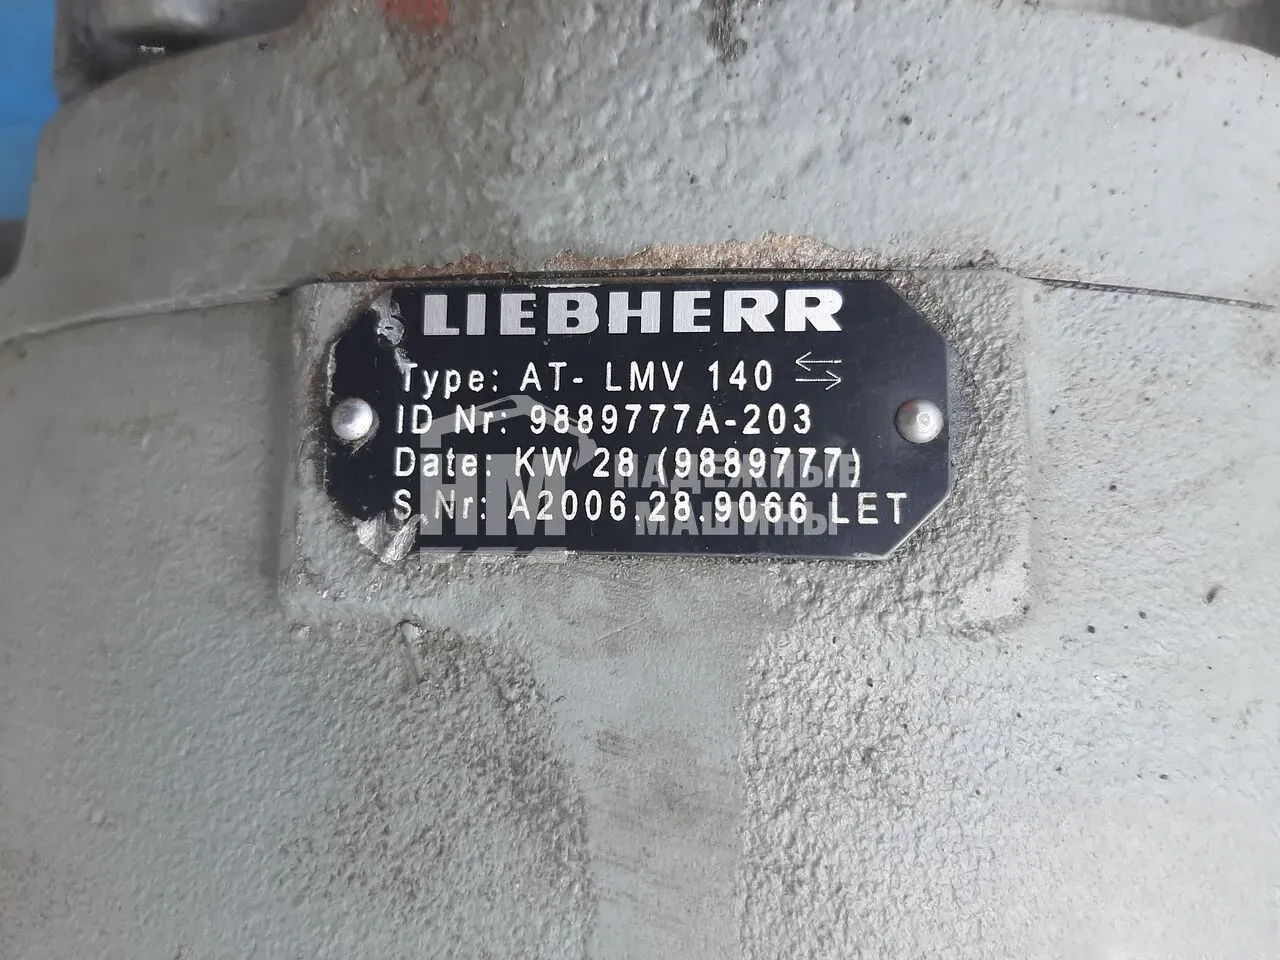 LIEBHERR
Type: AT- LMV 140 ⇆
ID Nr: 9889777A-203
Date: KW 28 (9889777)
S.Nr: A2006.28.9066 LET
НМ НАДЕЖНЫЕ
МАШИНЫ